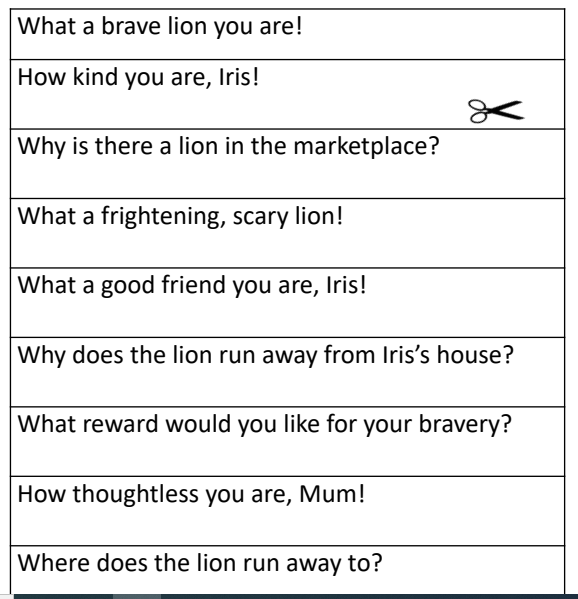 What a brave lion you are!
How kind you are, Iris!
Why is there a lion in the marketplace?
What a frightening, scary lion!
What a good friend you are, Iris!
Why does the lion run away from Iris’s house?
What reward would you like for your bravery?
How thoughtless you are, Mum!
Where does the lion run away to?